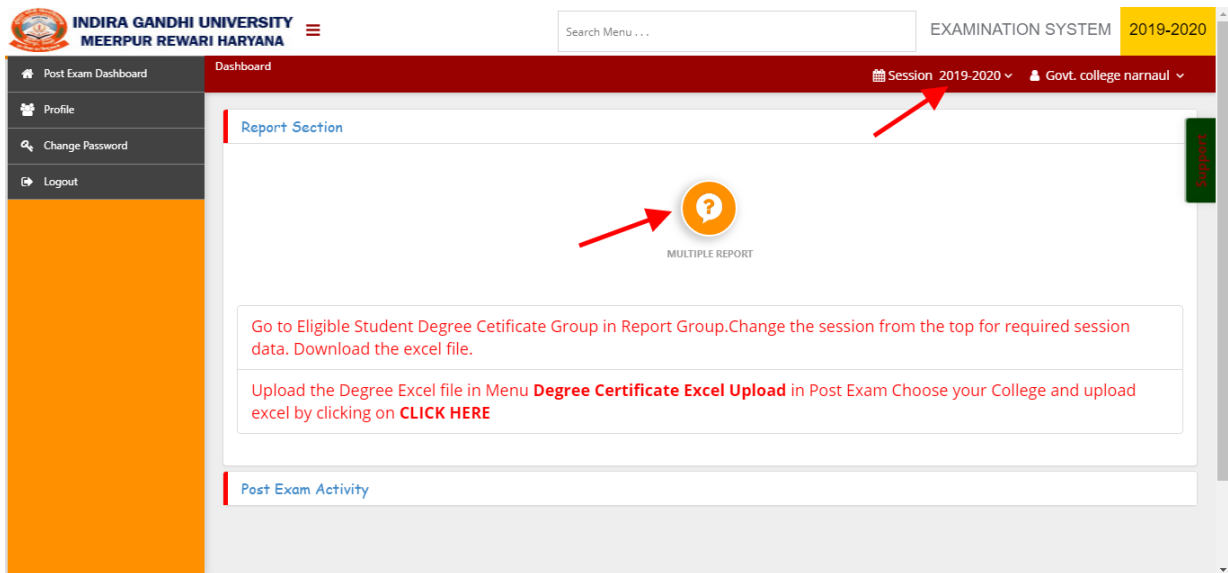 INDIRA GANDHI UNIVERSITY
MEERPUR REWARI HARYANA
Search Menu . . .
EXAMINATION SYSTEM 2019-2020
Post Exam Dashboard
Profile
Change Password
Logout
Dashboard
Session 2019-2020
Govt. college narnaul
Support
Report Section
MULTIPLE REPORT
Go to Eligible Student Degree Cetificate Group in Report Group.Change the session from the top for required session
data. Download the excel file.
Upload the Degree Excel file in Menu Degree Certificate Excel Upload in Post Exam Choose your College and upload
excel by clicking on CLICK HERE
Post Exam Activity